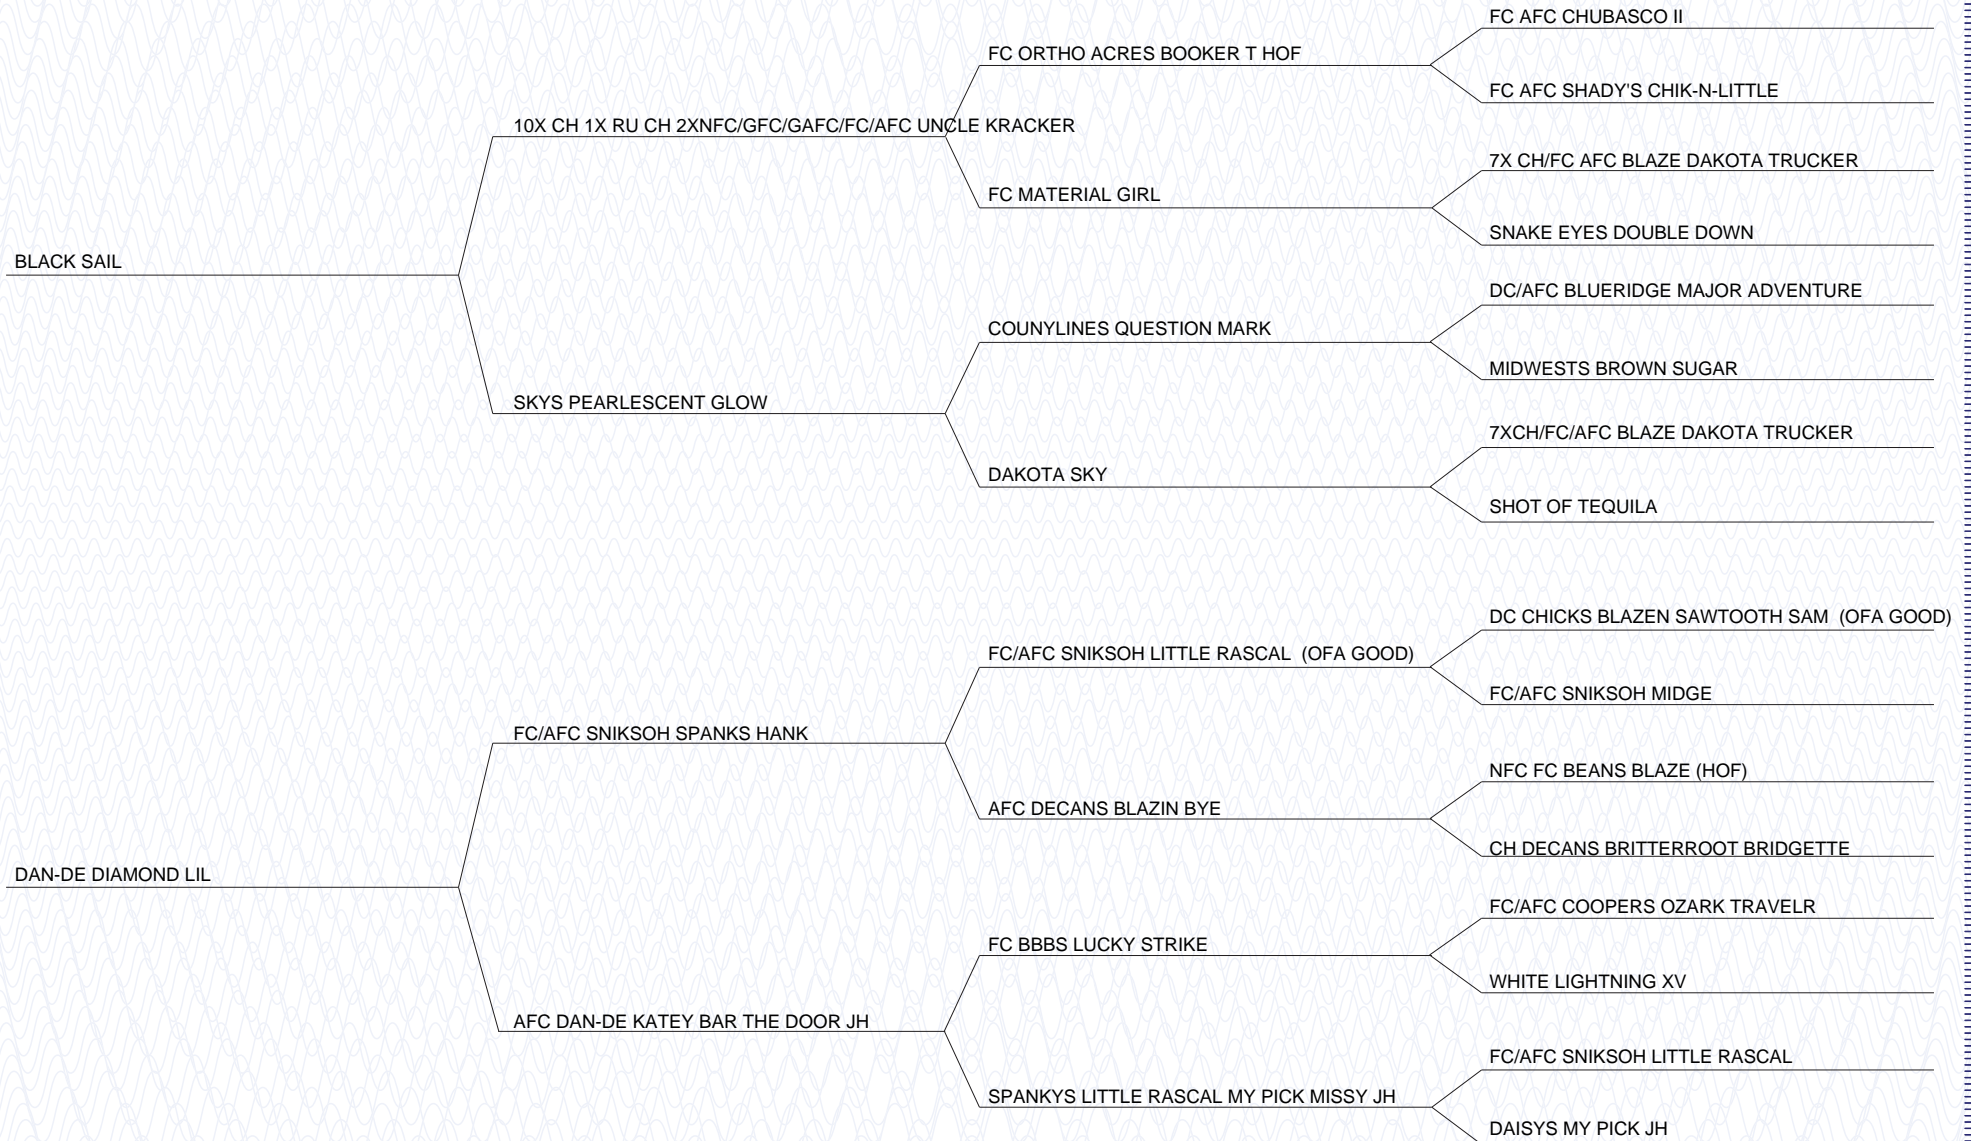 FC AFC CHUBASCO II
FC ORTHO ACRES BOOKER T HOF
FC AFC SHADY'S CHIK-N-LITTLE
10X CH 1X RU CH 2XNFC/GFC/GAFC/FC/AFC UNCLE KRACKER
7X CH/FC AFC BLAZE DAKOTA TRUCKER
FC MATERIAL GIRL
SNAKE EYES DOUBLE DOWN
BLACK SAIL
DC/AFC BLUERIDGE MAJOR ADVENTURE
COUNYLINES QUESTION MARK
MIDWESTS BROWN SUGAR
SKYS PEARLESCENT GLOW
7XCH/FC/AFC BLAZE DAKOTA TRUCKER
DAKOTA SKY
SHOT OF TEQUILA
DC CHICKS BLAZEN SAWTOOTH SAM (OFA GOOD)
FC/AFC SNIKSOH LITTLE RASCAL (OFA GOOD)
FC/AFC SNIKSOH MIDGE
FC/AFC SNIKSOH SPANKS HANK
NFC FC BEANS BLAZE (HOF)
AFC DECANS BLAZIN BYE
CH DECANS BRITTERROOT BRIDGETTE
DAN-DE DIAMOND LIL
FC/AFC COOPERS OZARK TRAVELR
FC BBBS LUCKY STRIKE
WHITE LIGHTNING XV
AFC DAN-DE KATEY BAR THE DOOR JH
FC/AFC SNIKSOH LITTLE RASCAL
SPANKYS LITTLE RASCAL MY PICK MISSY JH
DAISYS MY PICK JH